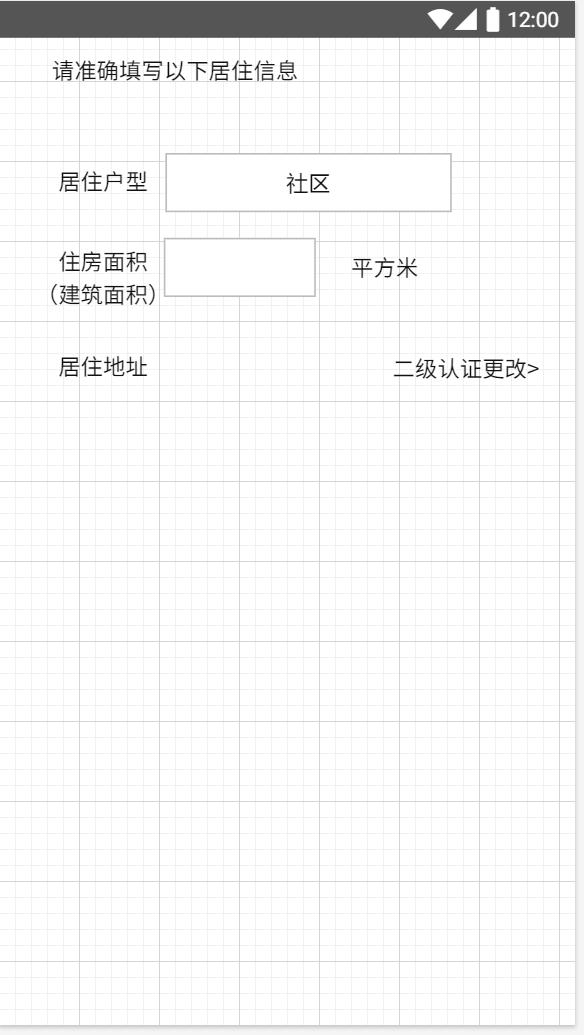 12:00
请准确填写以下居住信息
居住户型
社区
住房面积
（建筑面积）
平方米
居住地址
二级认证更改>